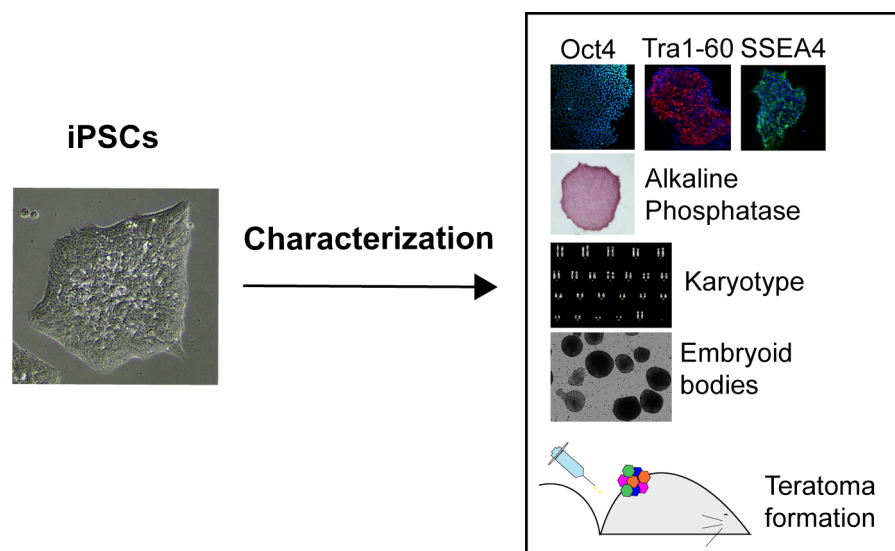 Oct4 Tra1-60 SSEA4
iPSCs
Alkaline
Phosphatase
Characterization
Karyotype
Embryoid
bodies
Teratoma
formation